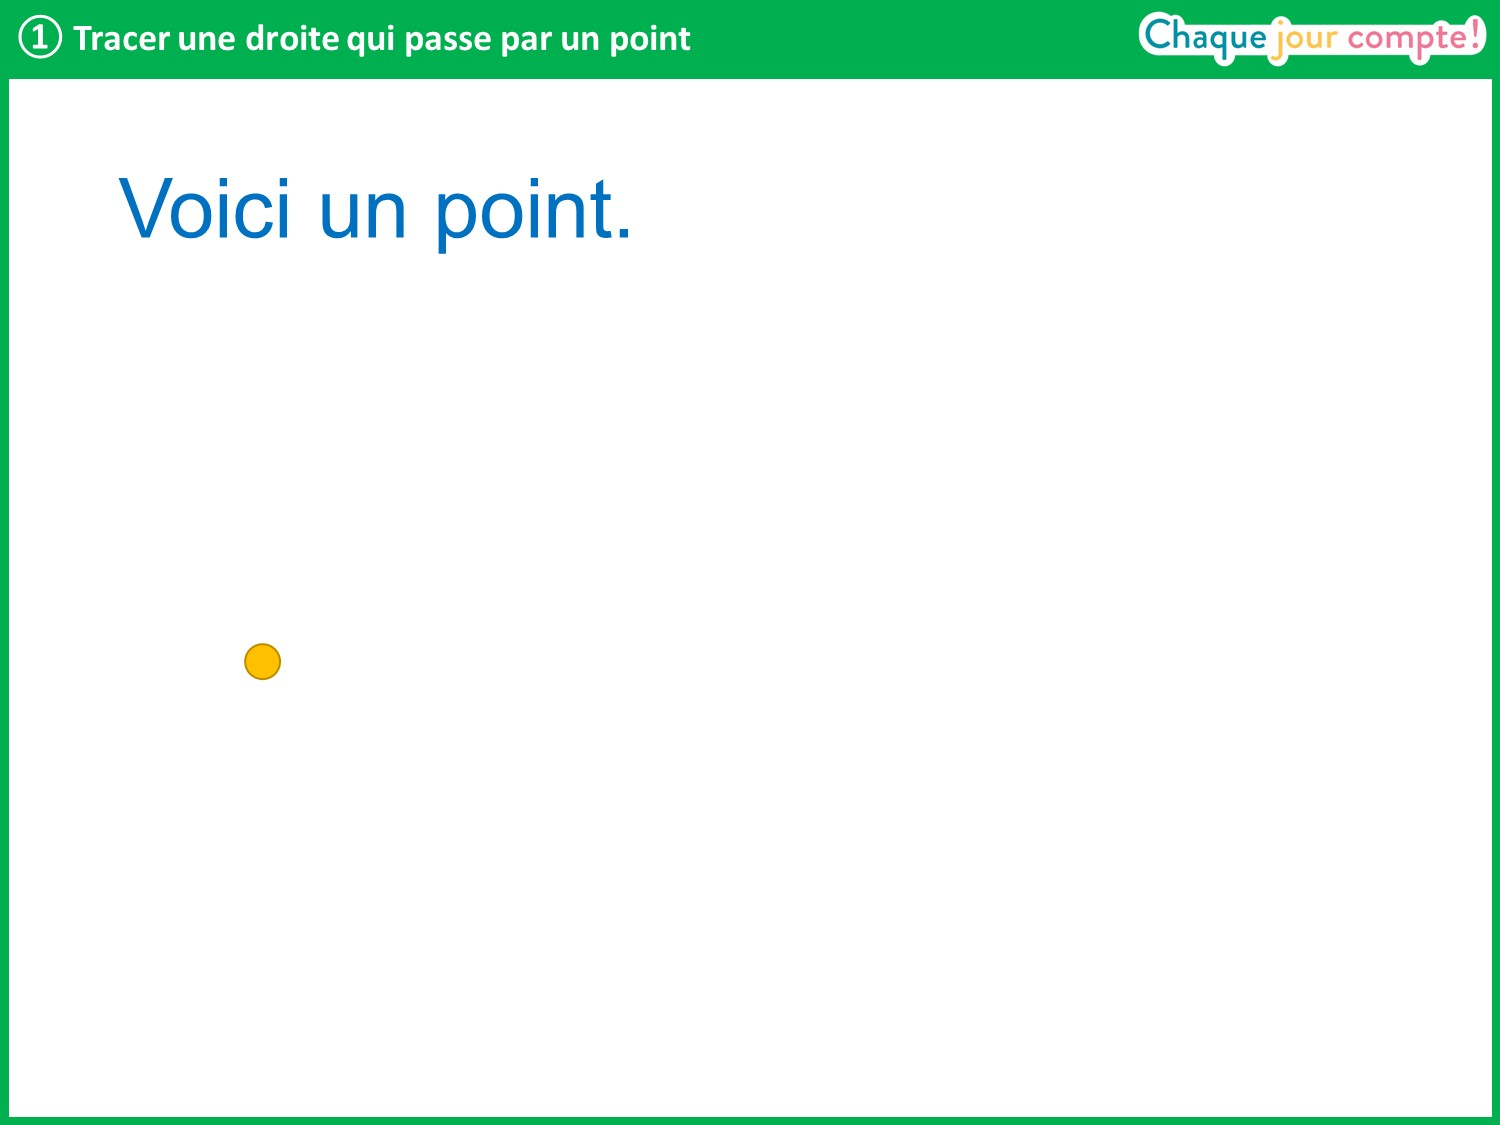 ① Tracer une droite qui passe par un point
Chaque jour compte!
Voici un point.